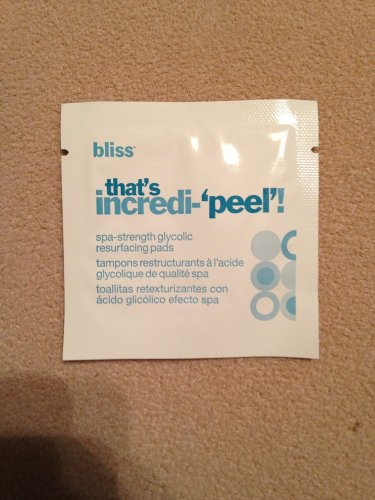 bliss®
that's
incredi-'peel'!
spa-strength glycolic
resurfacing pads
tampons restructurants à l'acide
glycolique de qualité spa
toallitas retexturizantes con
ácido glicólico efecto spa